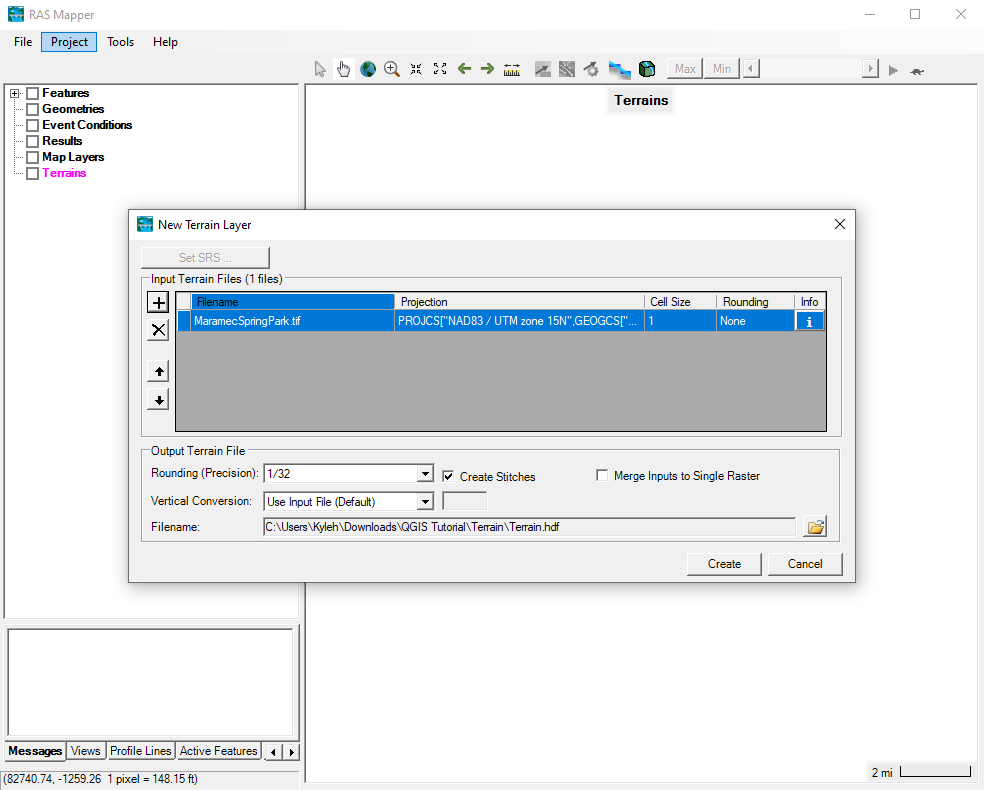 RAS Mapper
File Project Tools Help
Max Min
Features
Geometries
Event Conditions
Results
Map Layers
Terrains
Terrains
New Terrain Layer
Set SRS ...
Input Terrain Files (1 files)
Filename Projection Cell Size Rounding Info
MaramecSpringPark.tif PROJCS["NAD83 / UTM zone 15N",GEOGCS["... 1 None i
Output Terrain File
Rounding (Precision): 1/32 Create Stitches Merge Inputs to Single Raster
Vertical Conversion: Use Input File (Default)
Filename: C:\Users\Kyleh\Downloads\QGIS Tutorial\Terrain\Terrain.hdf
Create Cancel
Messages Views Profile Lines Active Features
(82740.74, -1259.26 1 pixel = 148.15 ft)
2 mi